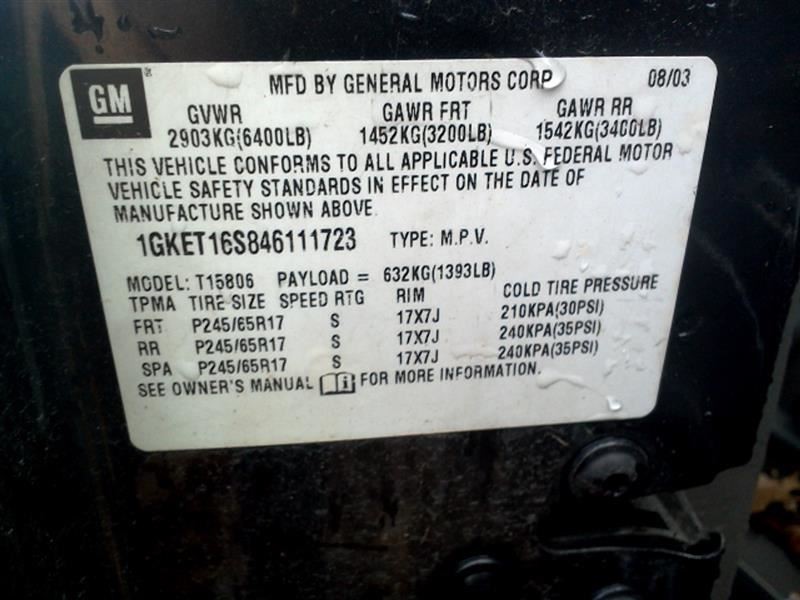 GM MFD BY GENERAL MOTORS CORP 08/03
GVWR GAWR FRT GAWR RR
2903KG(6400LB) 1452KG(3200LB) 1542KG(3400LB)
THIS VEHICLE CONFORMS TO ALL APPLICABLE U.S. FEDERAL MOTOR
VEHICLE SAFETY STANDARDS IN EFFECT ON THE DATE OF
MANUFACTURE SHOWN ABOVE.
1GKET16S846111723 TYPE: M.P.V.
MODEL: T15806 PAYLOAD = 632KG(1393LB)
TPMA TIRE SIZE SPEED RTG RIM COLD TIRE PRESSURE
FRT P245/65R17 S 17X7J 210KPA(30PSI)
RR P245/65R17 S 17X7J 240KPA(35PSI)
SPA P245/65R17 S 17X7J 240KPA(35PSI)
SEE OWNER'S MANUAL i FOR MORE INFORMATION.